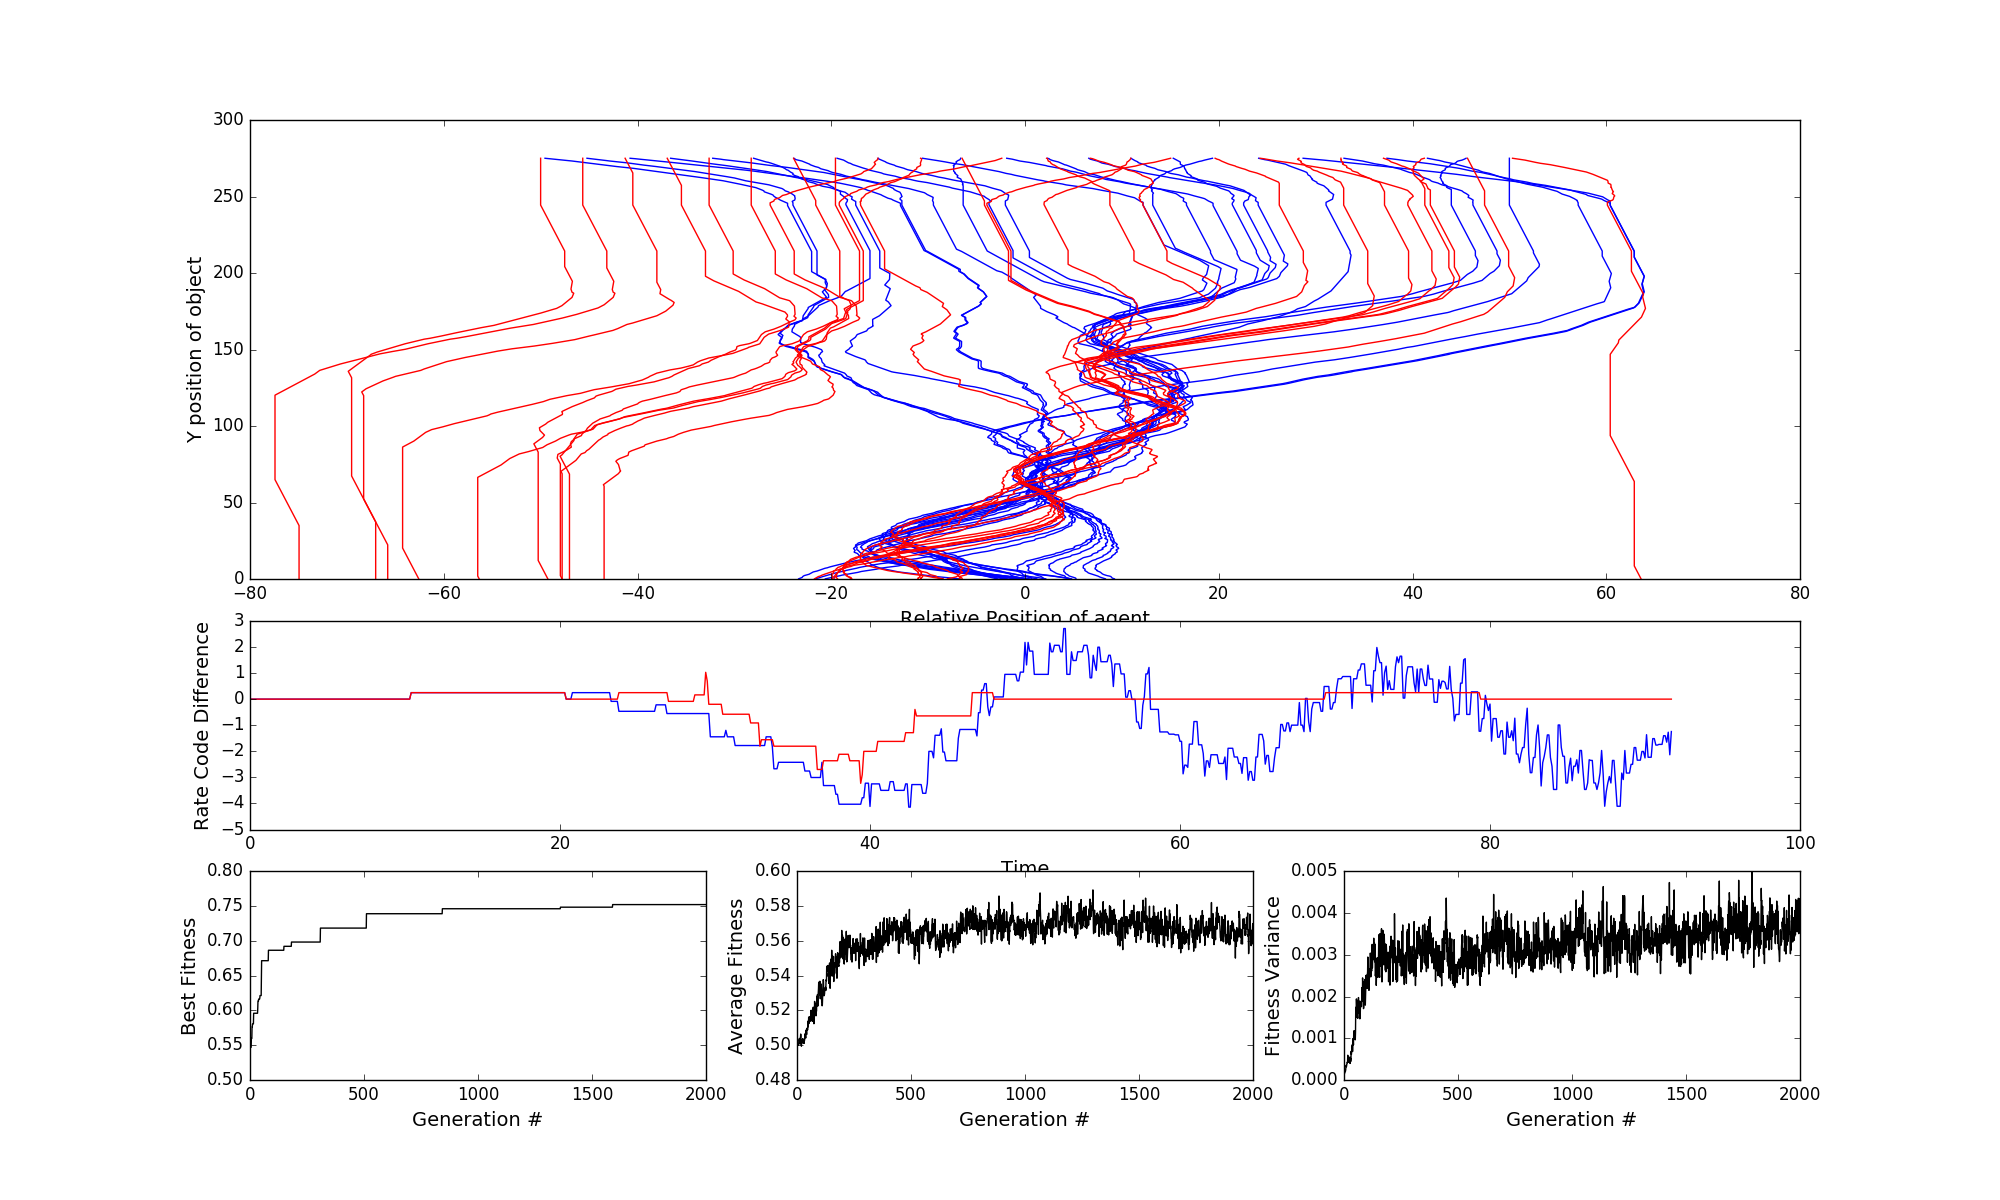 300
250
200
150
100
50
0
Y position of object
−80 −60 −40 −20 0 20 40 60 80
Relative Position of agent
3
2
1
0
−1
−2
−3
−4
−5
Rate Code Difference
0 20 40 60 80 100
Time
0.80
0.75
0.70
0.65
0.60
0.55
0.50
Best Fitness
0 500 1000 1500 2000
Generation #
0.60
0.58
0.56
0.54
0.52
0.50
0.48
Average Fitness
0 500 1000 1500 2000
Generation #
0.005
0.004
0.003
0.002
0.001
0.000
Fitness Variance
0 500 1000 1500 2000
Generation #